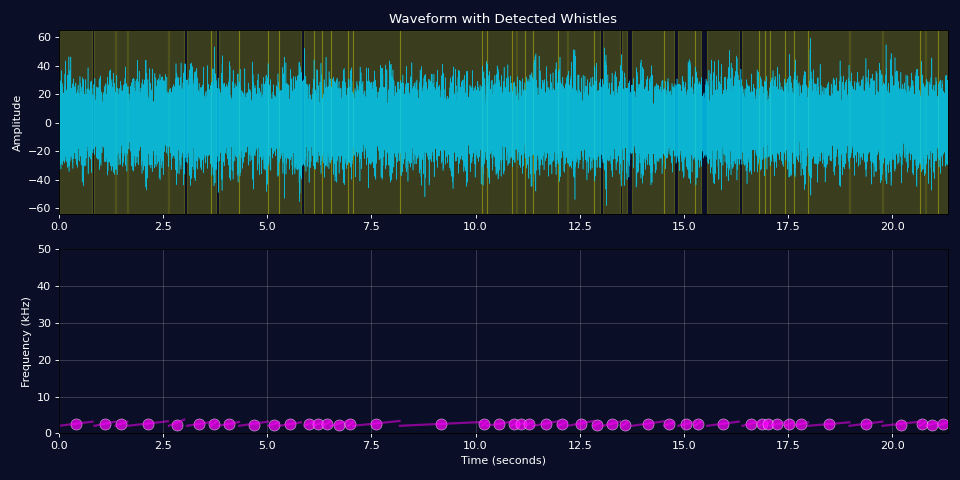 Waveform with Detected Whistles
Amplitude
60
40
20
0
−20
−40
−60
0.0 2.5 5.0 7.5 10.0 12.5 15.0 17.5 20.0
Frequency (kHz)
50
40
30
20
10
0
0.0 2.5 5.0 7.5 10.0 12.5 15.0 17.5 20.0
Time (seconds)